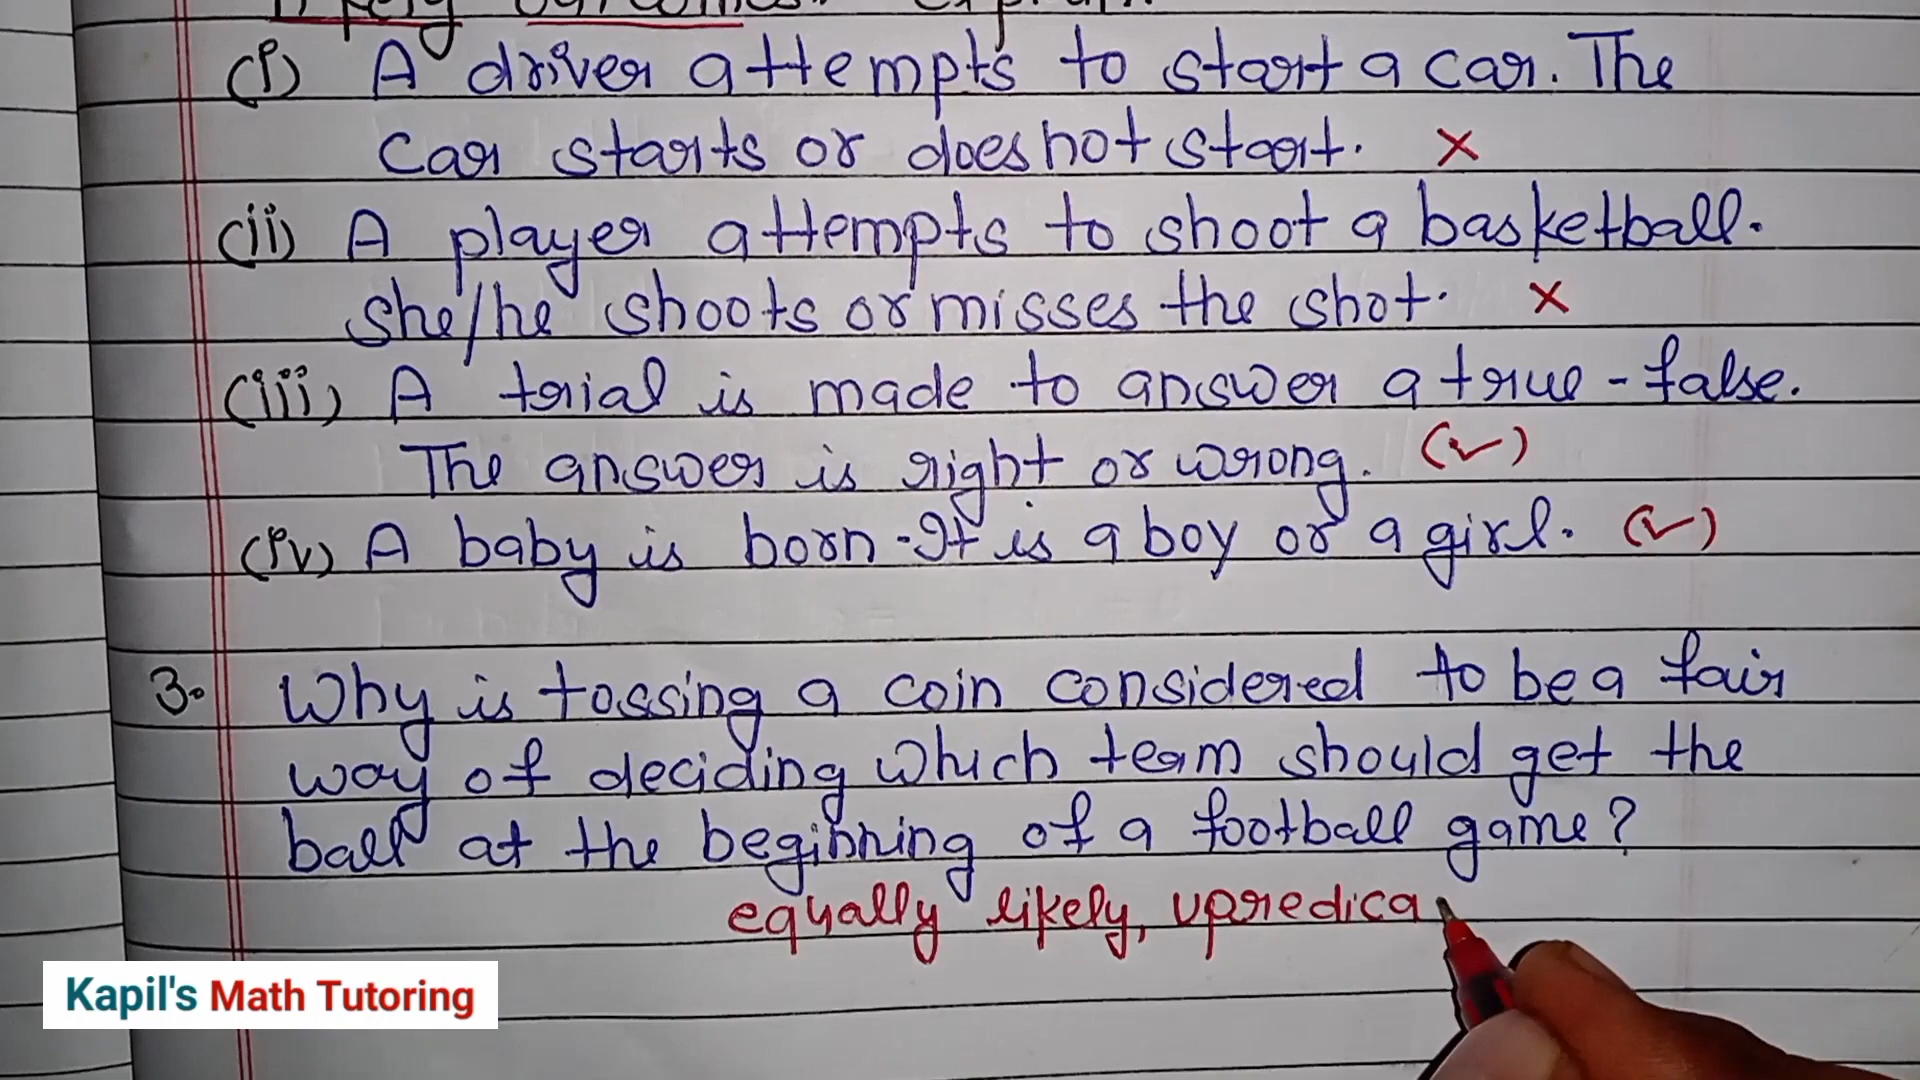 (i) A driver attempts to start a car. The
Car starts or does not start. ×
(ii) A player attempts to shoot a basketball.
she/he shoots or misses the shot. ×
(iii) A trial is made to answer a true-false.
The answer is right or wrong. (✓)
(iv) A baby is born. It is a boy or a girl. (✓)
3. Why is tossing a coin considered to be a fair
way of deciding which team should get the
ball at the beginning of a football game?
equally likely, upredica
Kapil's Math Tutoring